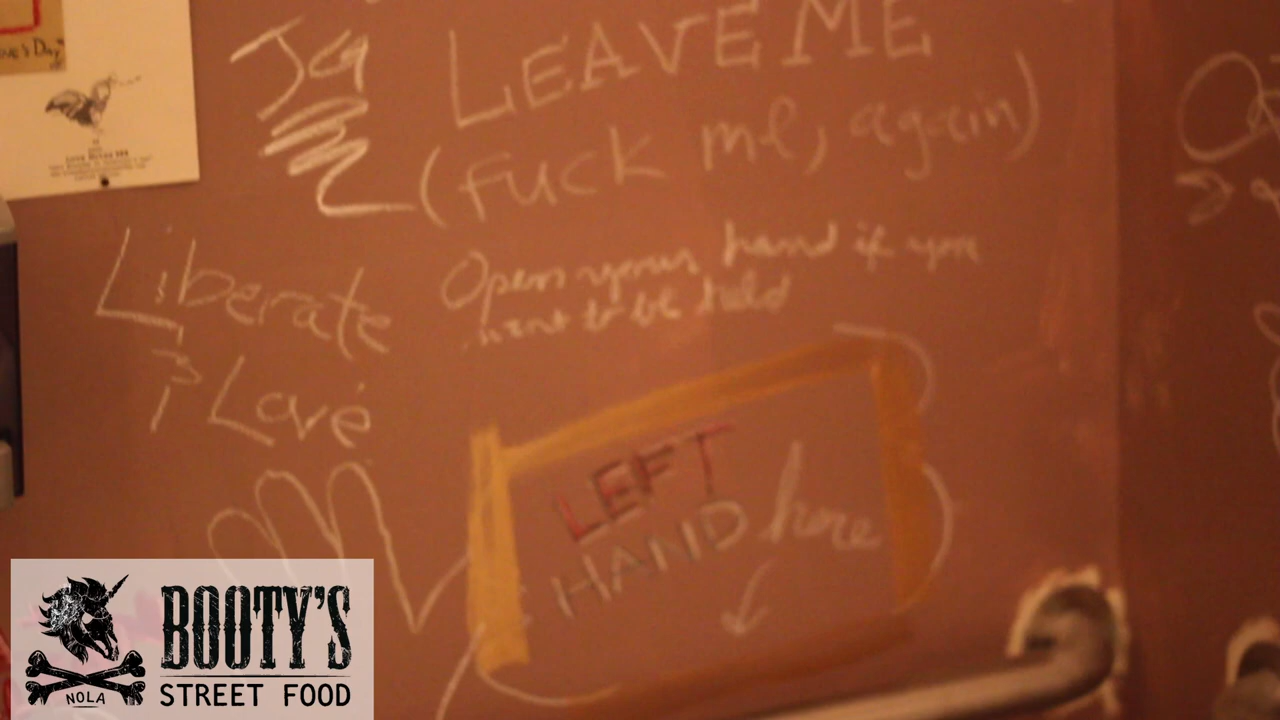 Ja
LEAVE ME
(fuck me, again)
Open your hand if you
want to be held
Liberate
Love
LEFT
HAND here
BOOTY'S
STREET FOOD
NOLA